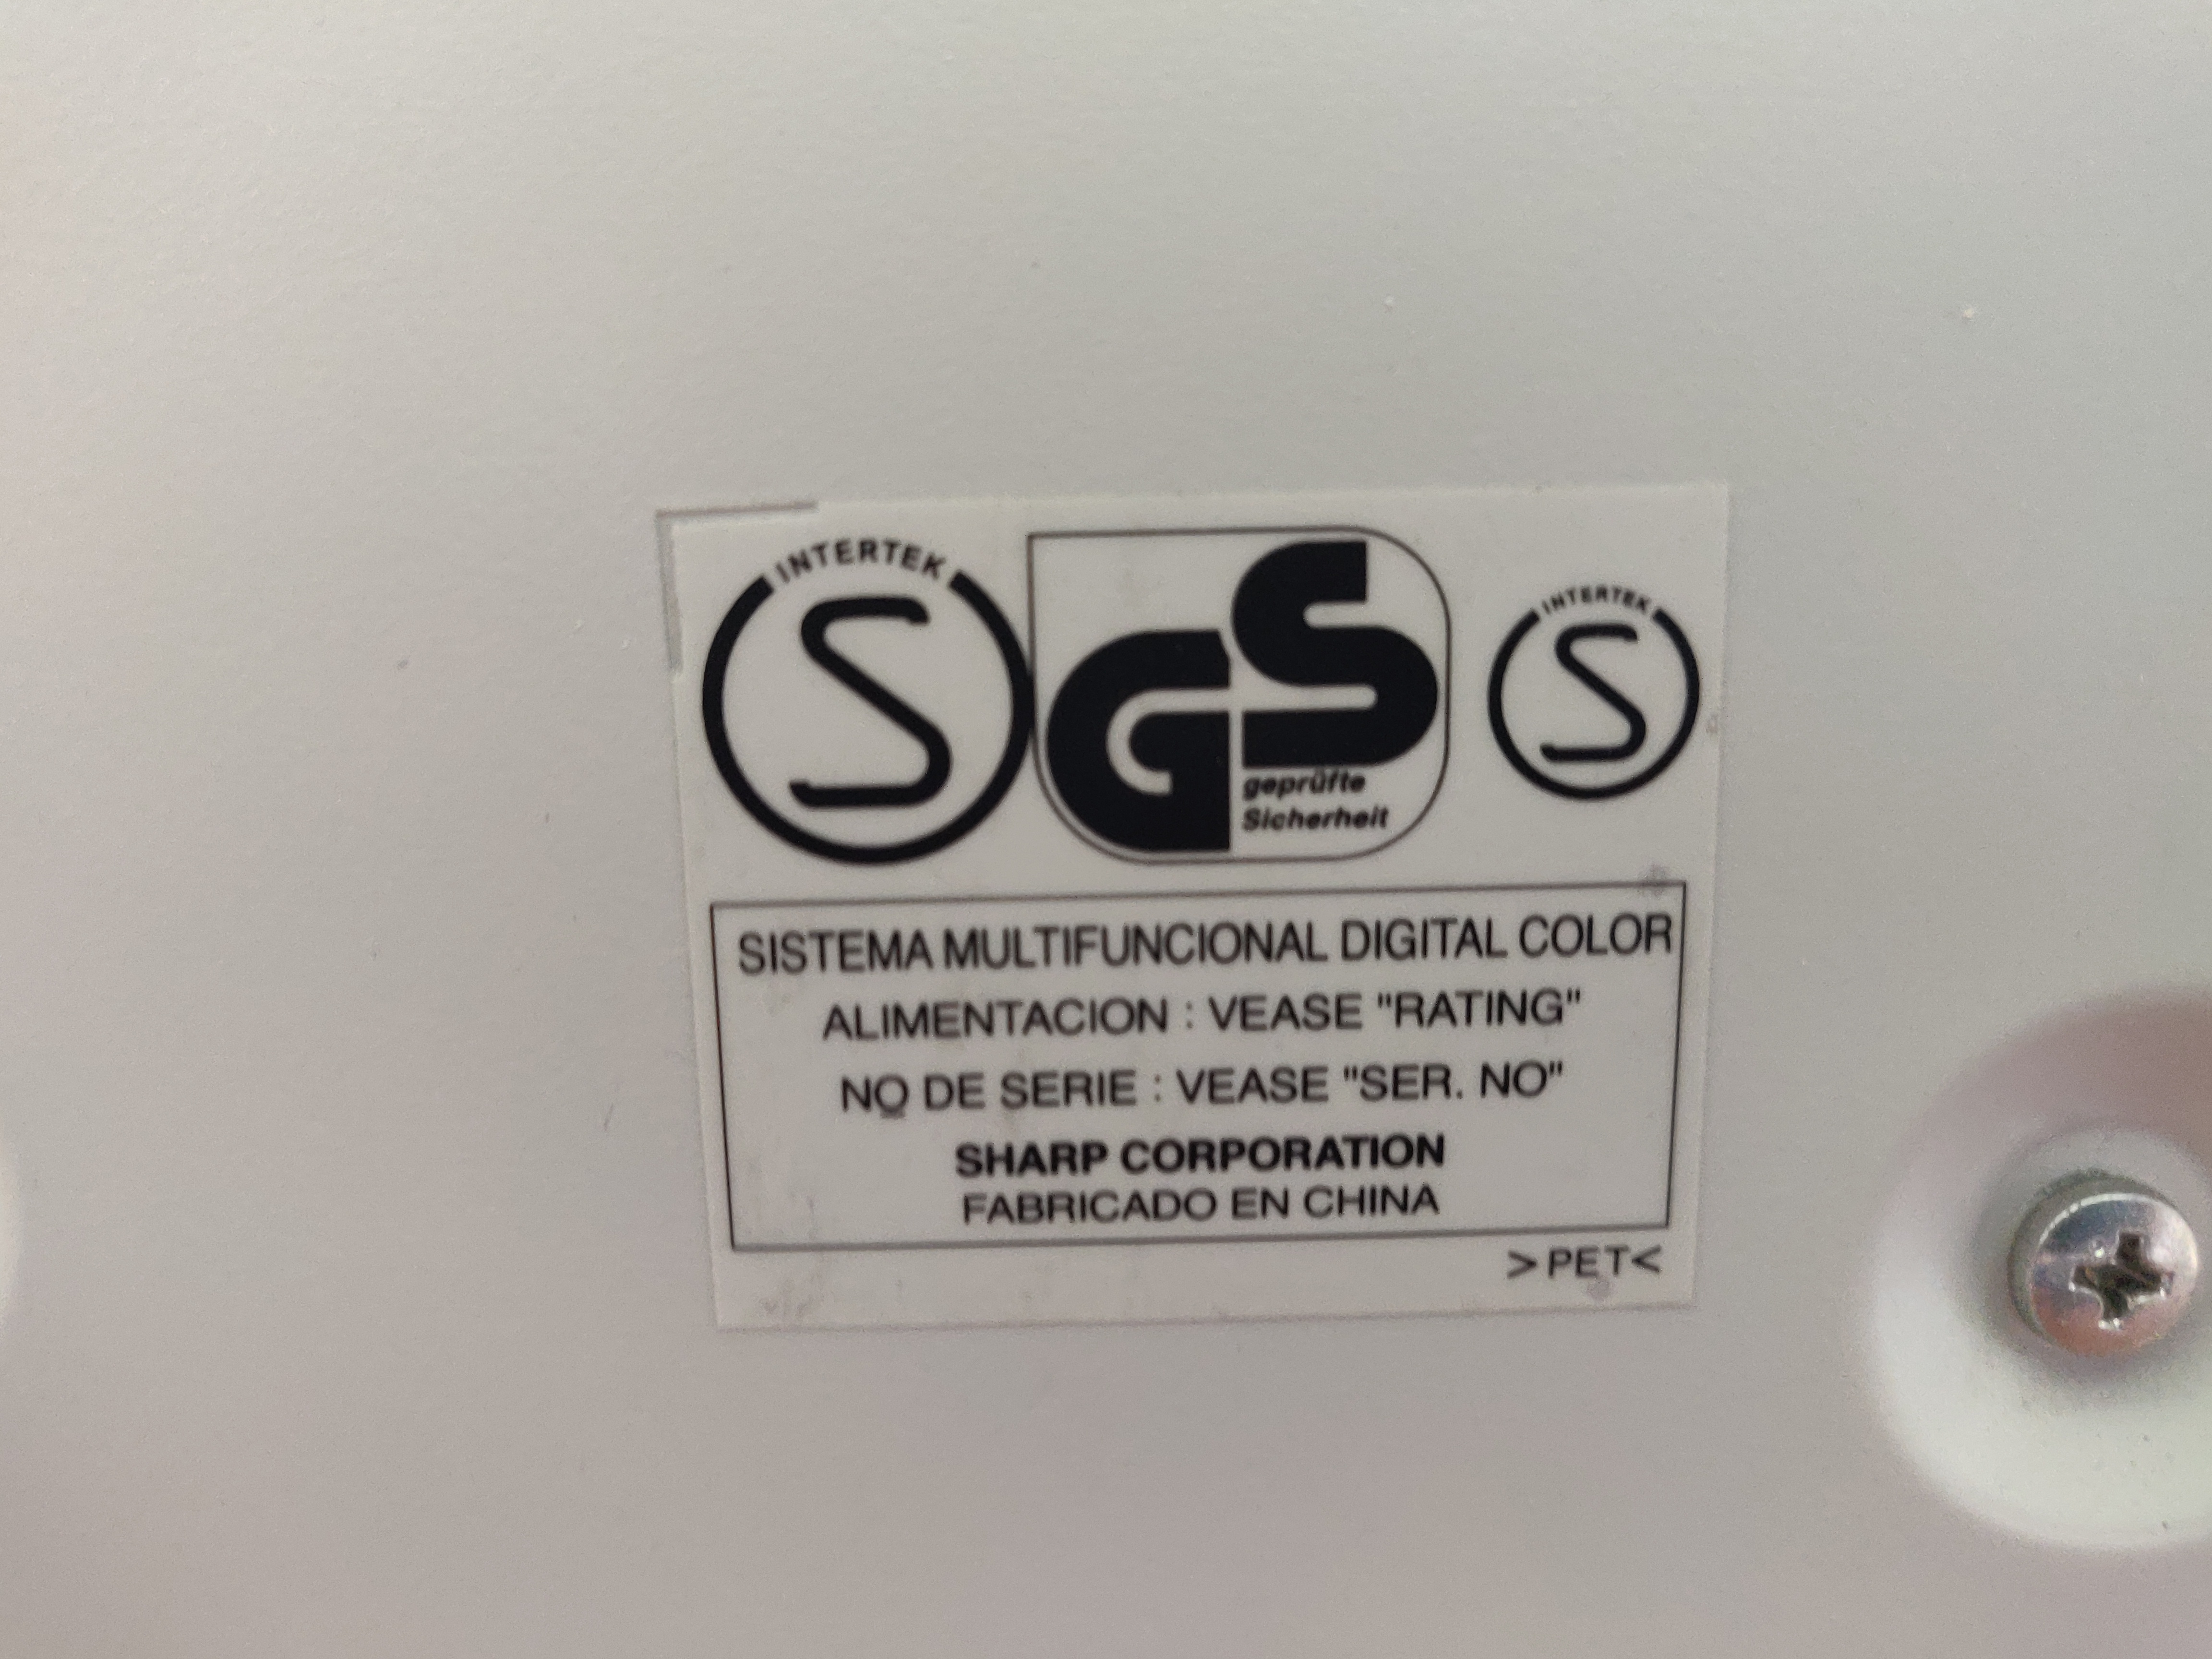 INTERTEK
S
GS
geprüfte
Sicherheit
INTERTEK
S
SISTEMA MULTIFUNCIONAL DIGITAL COLOR
ALIMENTACION : VEASE "RATING"
Nº DE SERIE : VEASE "SER. NO"
SHARP CORPORATION
FABRICADO EN CHINA
>PET<